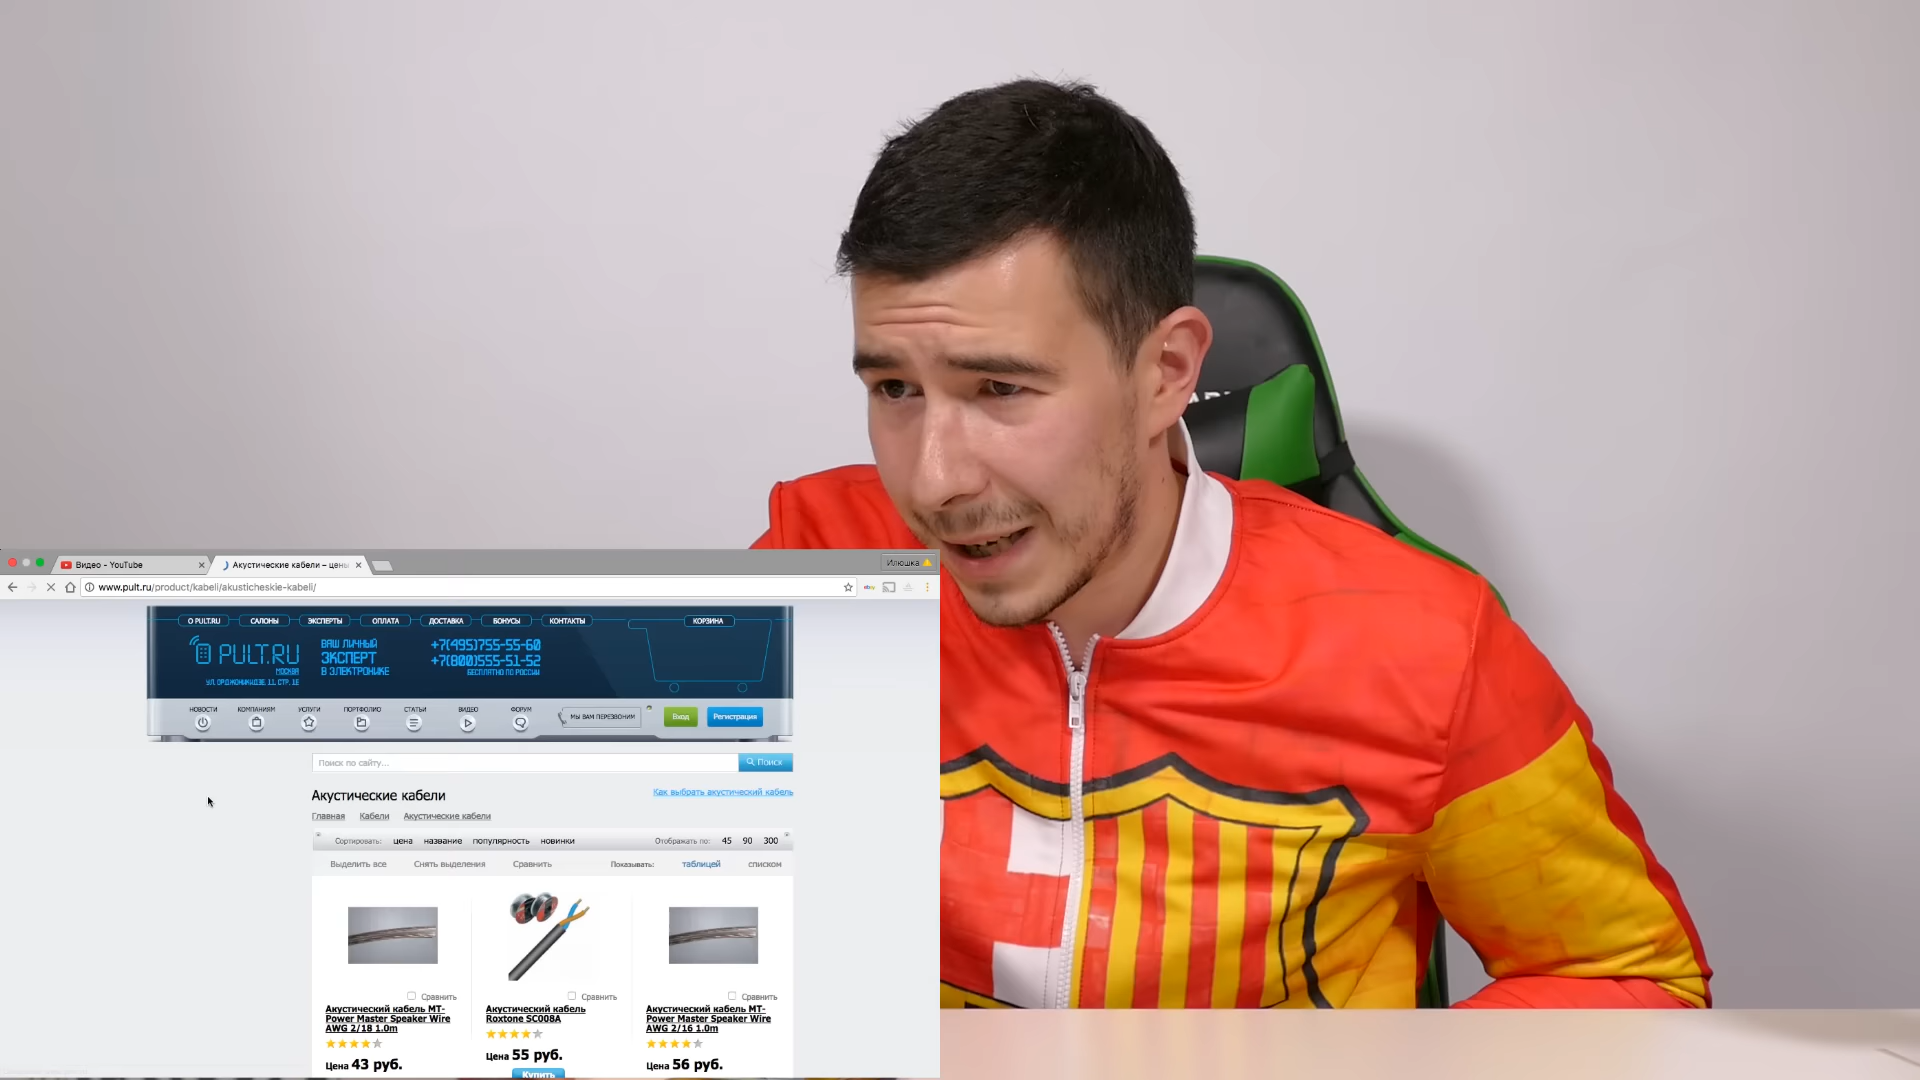 Видео - YouTube
Акустические кабели – цены
Илюшка
www.pult.ru/product/kabeli/akusticheskie-kabeli/
О PULT.RU САЛОНЫ ЭКСПЕРТЫ ОПЛАТА ДОСТАВКА БОНУСЫ КОНТАКТЫ КОРЗИНА
PULT.RU
МОСКВА
УЛ. ОРДЖОНИКИДЗЕ, 11, СТР. 1Б
ВАШ ЛИЧНЫЙ
ЭКСПЕРТ
В ЭЛЕКТРОНИКЕ
+7(495)755-55-60
+7(800)555-51-52
БЕСПЛАТНО ПО РОССИИ
НОВОСТИ КОМПАНИЯМ УСЛУГИ ПОРТФОЛИО СТАТЬИ ВИДЕО ФОРУМ
МЫ ВАМ ПЕРЕЗВОНИМ
Вход Регистрация
Поиск по сайту... Поиск
Акустические кабели Как выбрать акустический кабель
Главная Кабели Акустические кабели
Сортировать: цена название популярность новинки Отображать по: 45 90 300
Выделить все Снять выделения Сравнить Показывать: таблицей списком
Сравнить Сравнить Сравнить
Акустический кабель MT-
Power Master Speaker Wire
AWG 2/18 1.0m
Цена 43 руб.
Акустический кабель
Roxtone SC008A
Цена 55 руб.
Купить
Акустический кабель MT-
Power Master Speaker Wire
AWG 2/16 1.0m
Цена 56 руб.